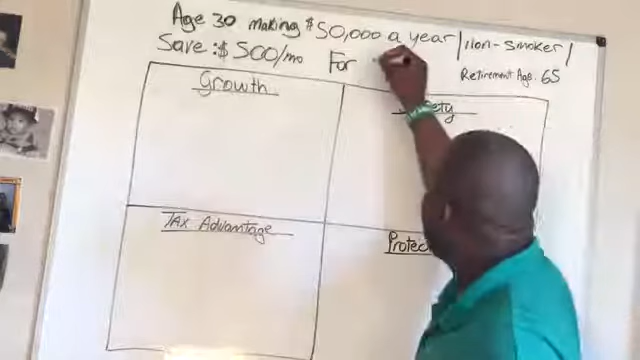 Age 30 making $50,000 a year / non-smoker /
Save: $500/mo For
Retirement Age. 65
Growth
Tax Advantage